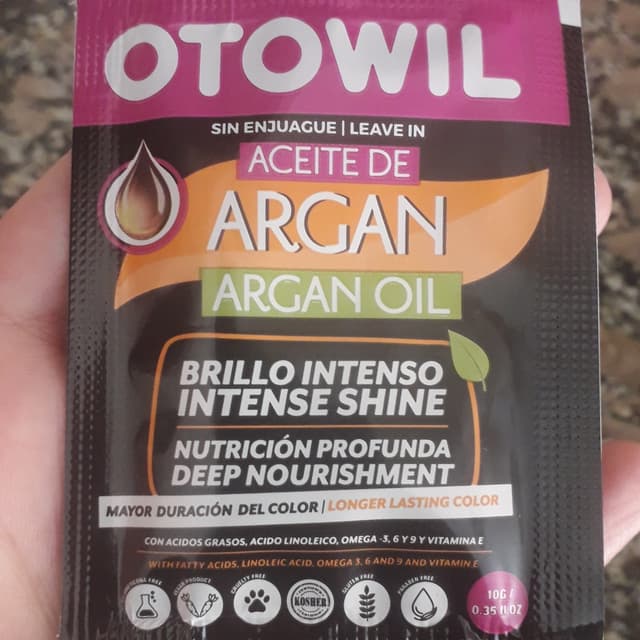 OTOWIL
SIN ENJUAGUE | LEAVE IN
ACEITE DE
ARGAN
ARGAN OIL
BRILLO INTENSO
INTENSE SHINE
NUTRICIÓN PROFUNDA
DEEP NOURISHMENT
MAYOR DURACIÓN DEL COLOR | LONGER LASTING COLOR
CON ACIDOS GRASOS, ACIDO LINOLEICO, OMEGA -3, 6 Y 9 Y VITAMINA E
WITH FATTY ACIDS, LINOLEIC ACID, OMEGA 3, 6 AND 9 AND VITAMIN E
FREE
PRODUCT
CRUELTY FREE
KOSHER
GLUTEN FREE
PARABEN FREE
10G /
0.35 fl OZ